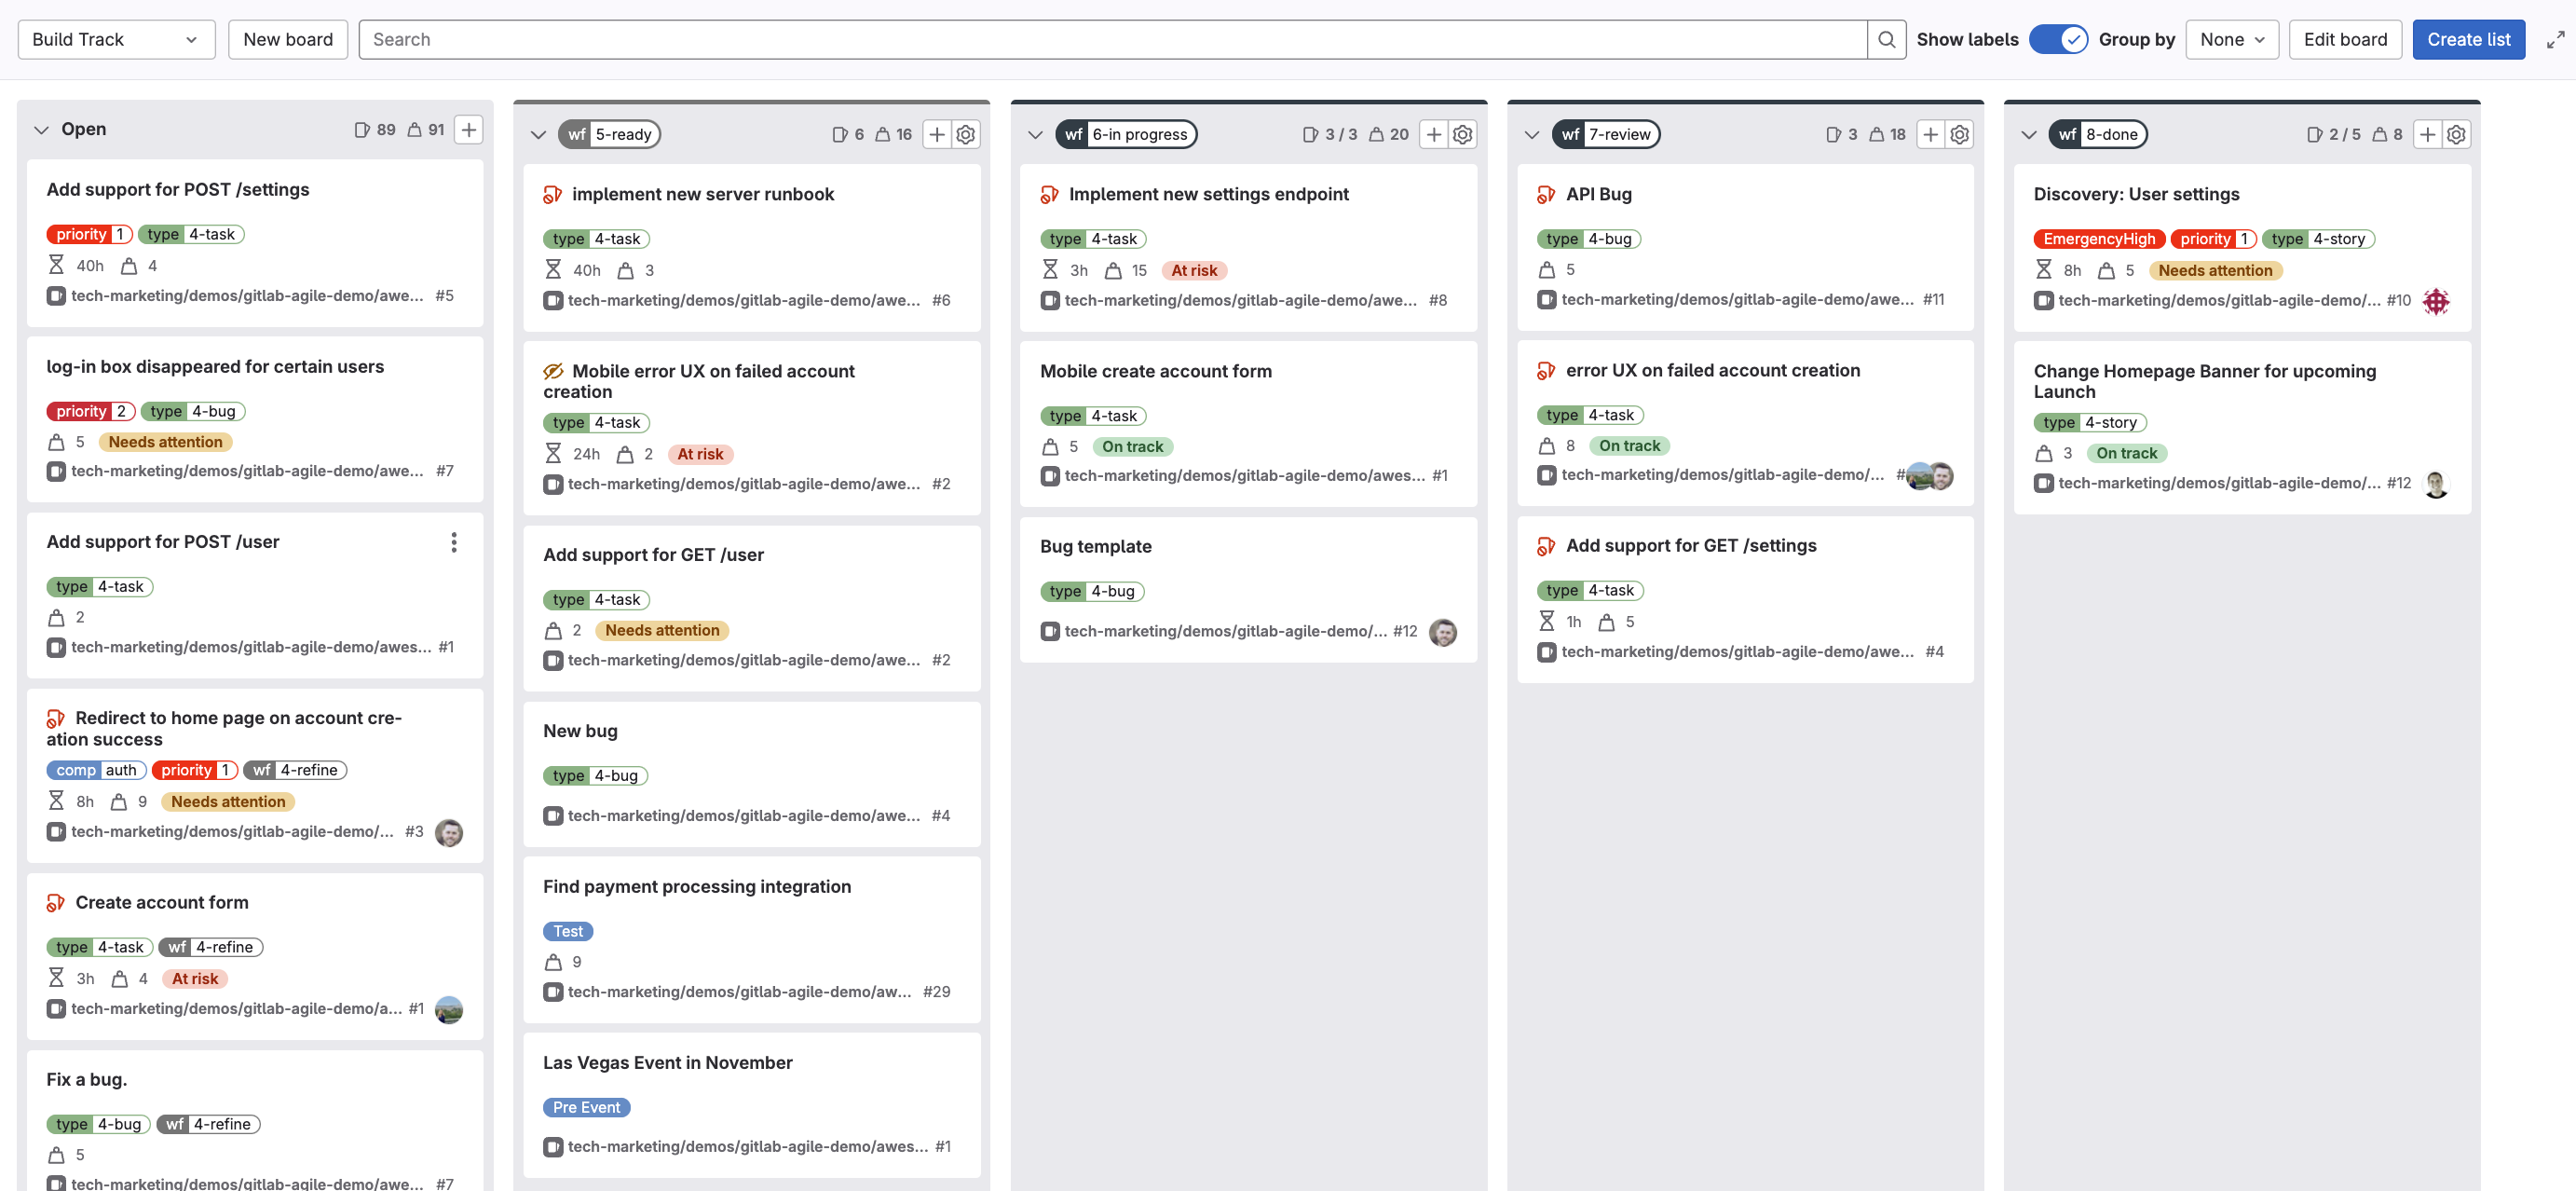 Build Track
New board
Search
Show labels
Group by
None
Edit board
Create list
Open
89
91
Add support for POST /settings
priority 1 type 4-task
40h 4
tech-marketing/demos/gitlab-agile-demo/awe... #5
log-in box disappeared for certain users
priority 2 type 4-bug
5 Needs attention
tech-marketing/demos/gitlab-agile-demo/awe... #7
Add support for POST /user
type 4-task
2
tech-marketing/demos/gitlab-agile-demo/awes... #1
Redirect to home page on account cre-
ation success
comp auth priority 1 wf 4-refine
8h 9 Needs attention
tech-marketing/demos/gitlab-agile-demo/... #3
Create account form
type 4-task wf 4-refine
3h 4 At risk
tech-marketing/demos/gitlab-agile-demo/a... #1
Fix a bug.
type 4-bug wf 4-refine
5
tech-marketing/demos/gitlab-agile-demo/awe... #7
wf 5-ready
6
16
implement new server runbook
type 4-task
40h 3
tech-marketing/demos/gitlab-agile-demo/awe... #6
Mobile error UX on failed account
creation
type 4-task
24h 2 At risk
tech-marketing/demos/gitlab-agile-demo/awe... #2
Add support for GET /user
type 4-task
2 Needs attention
tech-marketing/demos/gitlab-agile-demo/awe... #2
New bug
type 4-bug
tech-marketing/demos/gitlab-agile-demo/awe... #4
Find payment processing integration
Test
9
tech-marketing/demos/gitlab-agile-demo/aw... #29
Las Vegas Event in November
Pre Event
tech-marketing/demos/gitlab-agile-demo/awes... #1
wf 6-in progress
3 / 3
20
Implement new settings endpoint
type 4-task
3h 15 At risk
tech-marketing/demos/gitlab-agile-demo/awe... #8
Mobile create account form
type 4-task
5 On track
tech-marketing/demos/gitlab-agile-demo/awes... #1
Bug template
type 4-bug
tech-marketing/demos/gitlab-agile-demo/... #12
wf 7-review
3
18
API Bug
type 4-bug
5
tech-marketing/demos/gitlab-agile-demo/awe... #11
error UX on failed account creation
type 4-task
8 On track
tech-marketing/demos/gitlab-agile-demo/... #
Add support for GET /settings
type 4-task
1h 5
tech-marketing/demos/gitlab-agile-demo/awe... #4
wf 8-done
2 / 5
8
Discovery: User settings
EmergencyHigh priority 1 type 4-story
8h 5 Needs attention
tech-marketing/demos/gitlab-agile-demo/... #10
Change Homepage Banner for upcoming
Launch
type 4-story
3 On track
tech-marketing/demos/gitlab-agile-demo/... #12